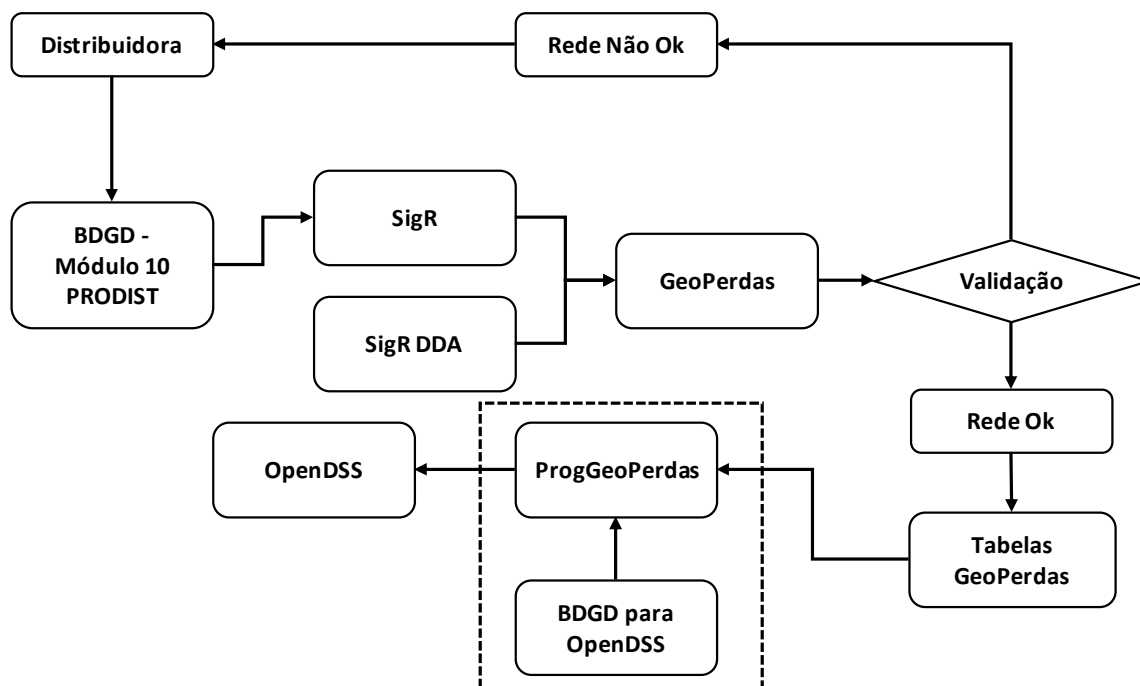 Distribuidora
Rede Não Ok
BDGD -
Módulo 10
PRODIST
SigR
SigR DDA
GeoPerdas
Validação
Rede Ok
Tabelas
GeoPerdas
ProgGeoPerdas
OpenDSS
BDGD para
OpenDSS